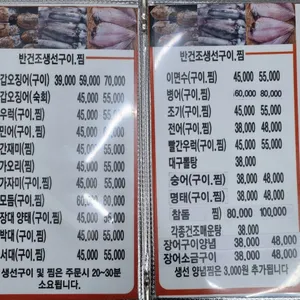 반건조생선구이.찜
갑오징어(구이) 39,000 59,000 70,000
갑오징어(숙회) 45,000 55,000
우럭(구이,찜) 45,000 55,000
민어(구이,찜) 45,000 55,000
간재미(찜) 45,000 55,000
가오리(찜) 45,000 55,000
가자미(구이,찜) 45,000 55,000
모듬(구이,찜) 60,000 80,000
장대 양태(구이,찜) 45,000 55,000
박대 (구이,찜) 45,000 55,000
서대(구이,찜) 45,000 55,000
생선구이 및 찜은 주문시 20~30분
소요됩니다.
반건조생선구이.찜
이면수(구이,찜) 45,000 55,000
병어(구이,찜) 60,000 80,000
조기(구이,찜) 45,000 55,000
전어(구이,찜) 38,000 48,000
빨간우럭(구이,찜) 45,000 55,000
대구뽈탕 38,000
숭어(구이,찜) 38,000 48,000
명태(구이,찜) 38,000 48,000
참돔 (찜) 80,000 100,000
각종건조매운탕 38,000
장어구이양념 38,000 48,000
장어소금구이 38,000 48,000
생선 양념찜은 3,000원 추가됩니다.